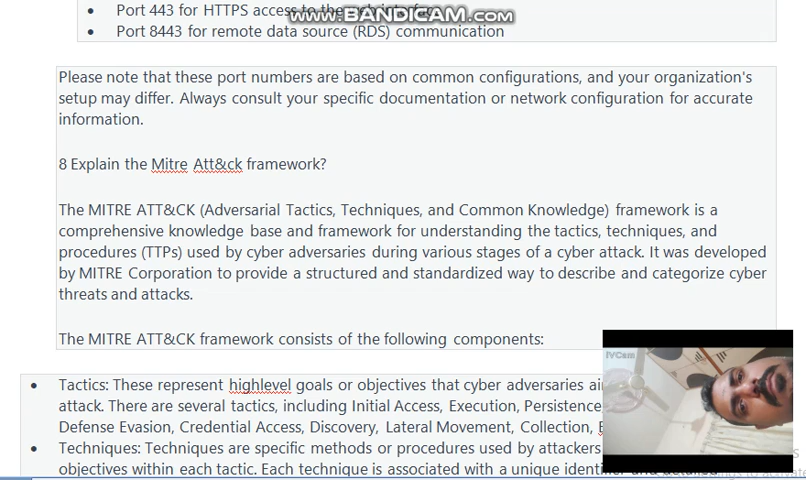 Port 443 for HTTPS access to the web interface
www.BANDICAM.com
Port 8443 for remote data source (RDS) communication
Please note that these port numbers are based on common configurations, and your organization's
setup may differ. Always consult your specific documentation or network configuration for accurate
information.
8 Explain the Mitre Att&ck framework?
The MITRE ATT&CK (Adversarial Tactics, Techniques, and Common Knowledge) framework is a
comprehensive knowledge base and framework for understanding the tactics, techniques, and
procedures (TTPs) used by cyber adversaries during various stages of a cyber attack. It was developed
by MITRE Corporation to provide a structured and standardized way to describe and categorize cyber
threats and attacks.
The MITRE ATT&CK framework consists of the following components:
iVCam
Tactics: These represent highlevel goals or objectives that cyber adversaries
attack. There are several tactics, including Initial Access, Execution, Persistence
Defense Evasion, Credential Access, Discovery, Lateral Movement, Collection,
Techniques: Techniques are specific methods or procedures used by attackers
objectives within each tactic. Each technique is associated with a unique identifier and detailed